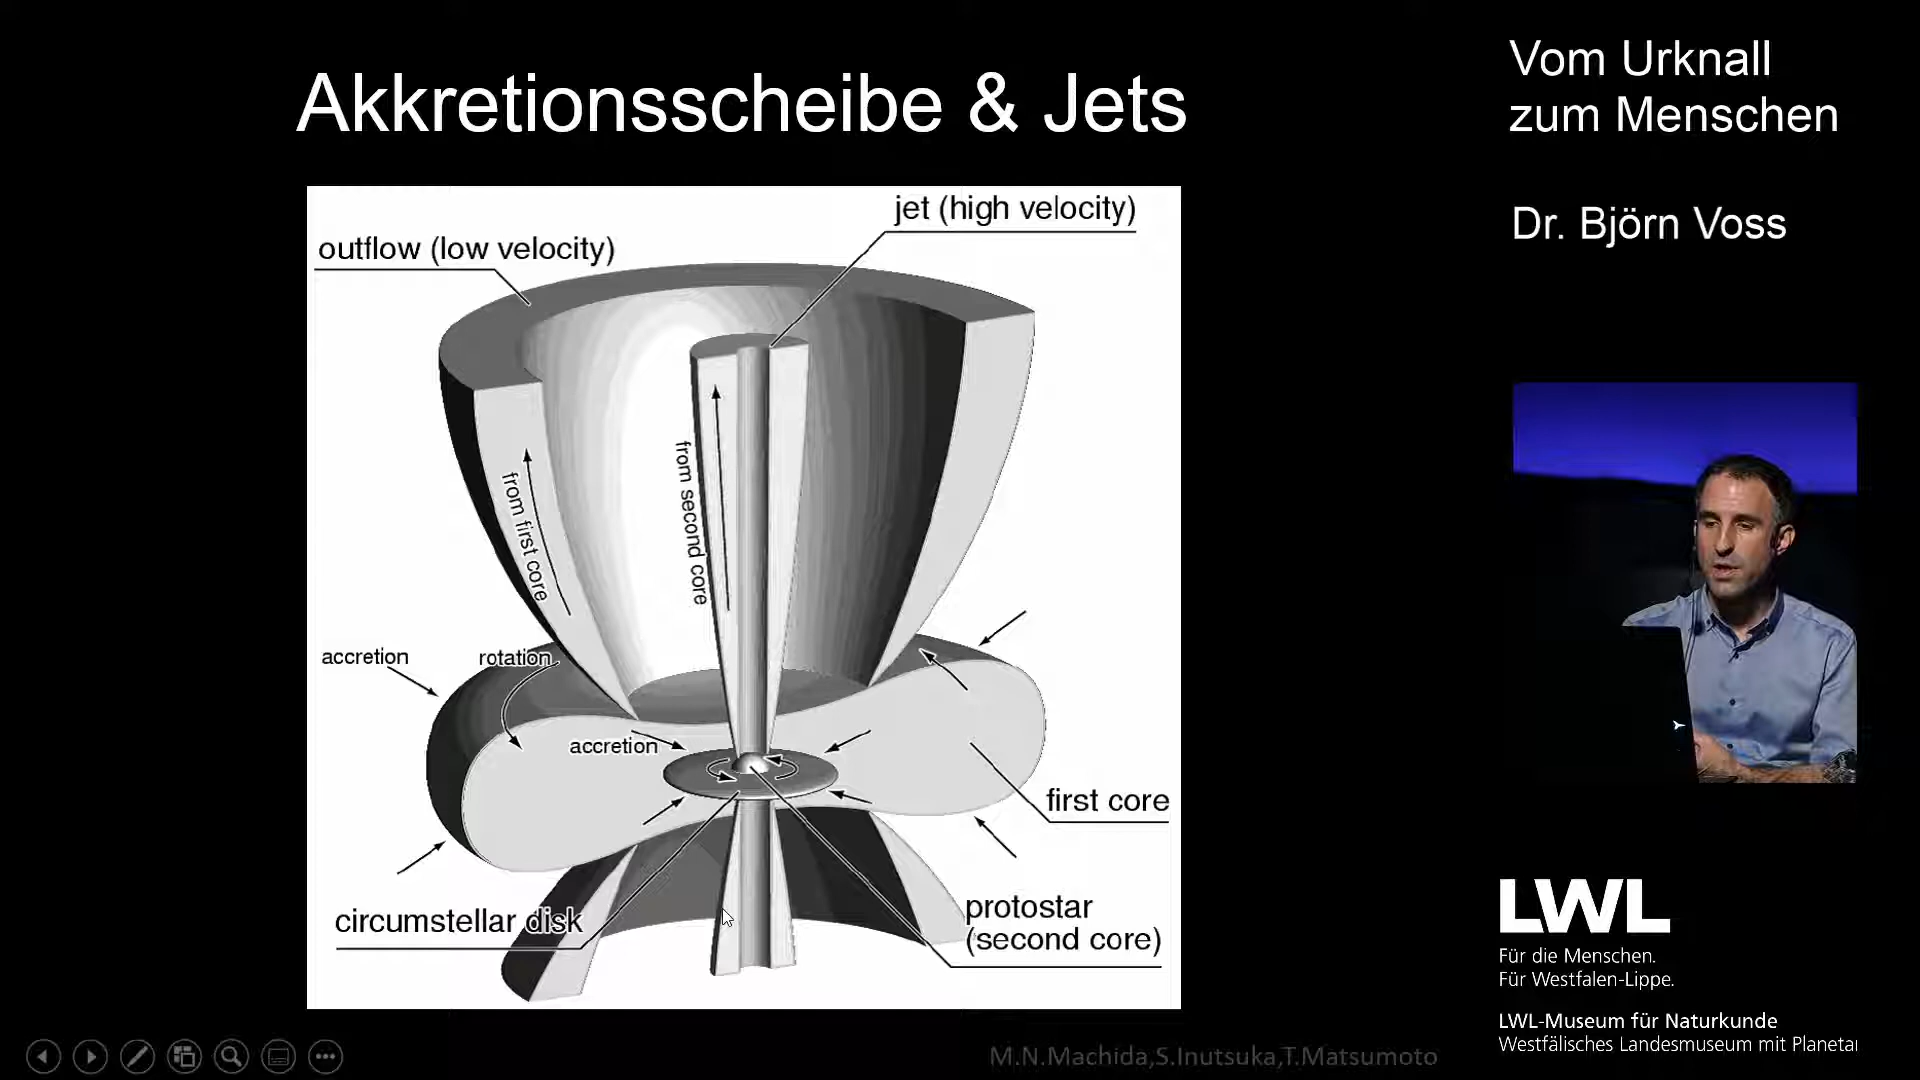 Akkretionsscheibe & Jets
Vom Urknall
zum Menschen
Dr. Björn Voss
jet (high velocity)
outflow (low velocity)
from first core
from second core
accretion
rotation
accretion
first core
circumstellar disk
protostar
(second core)
M.N.Machida,S.Inutsuka,T.Matsumoto
LWL
Für die Menschen.
Für Westfalen-Lippe.
LWL-Museum für Naturkunde
Westfälisches Landesmuseum mit Planeta